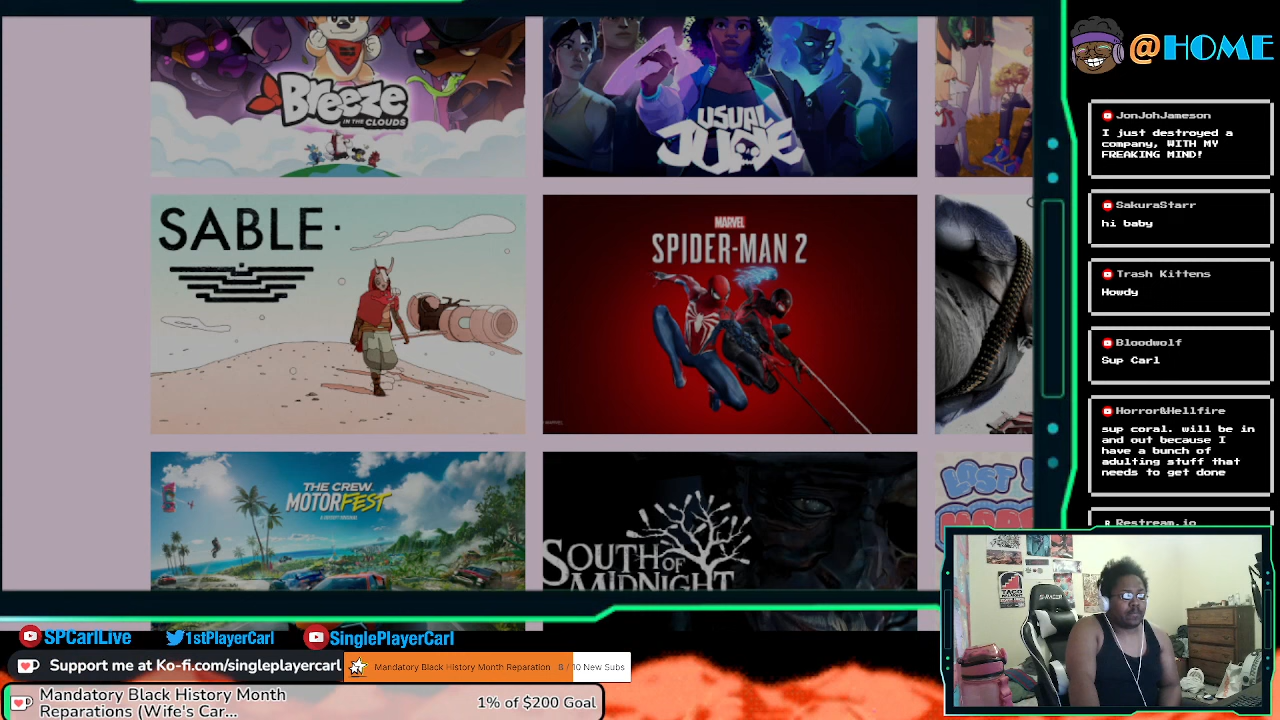 Breeze
IN THE CLOUDS
USUAL
JUNE
@HOME
JonJohJameson
I just destroyed a
company, WITH MY
FREAKING MIND!
SakuraStarr
hi baby
Trash Kittens
Howdy
Bloodwolf
Sup Carl
Horror&Hellfire
sup coral. will be in
and out because I
have a bunch of
adulting stuff that
needs to get done
Restream.io
SABLE
MARVEL
SPIDER-MAN 2
THE CREW
MOTORFEST
SOUTH OF
MIDNIGHT
LOST
SPCarlLive
1stPlayerCarl
SinglePlayerCarl
Support me at Ko-fi.com/singleplayercarl
Mandatory Black History Month Reparation
8 / 10 New Subs
Mandatory Black History Month
Reparations (Wife's Car...
1% of $200 Goal